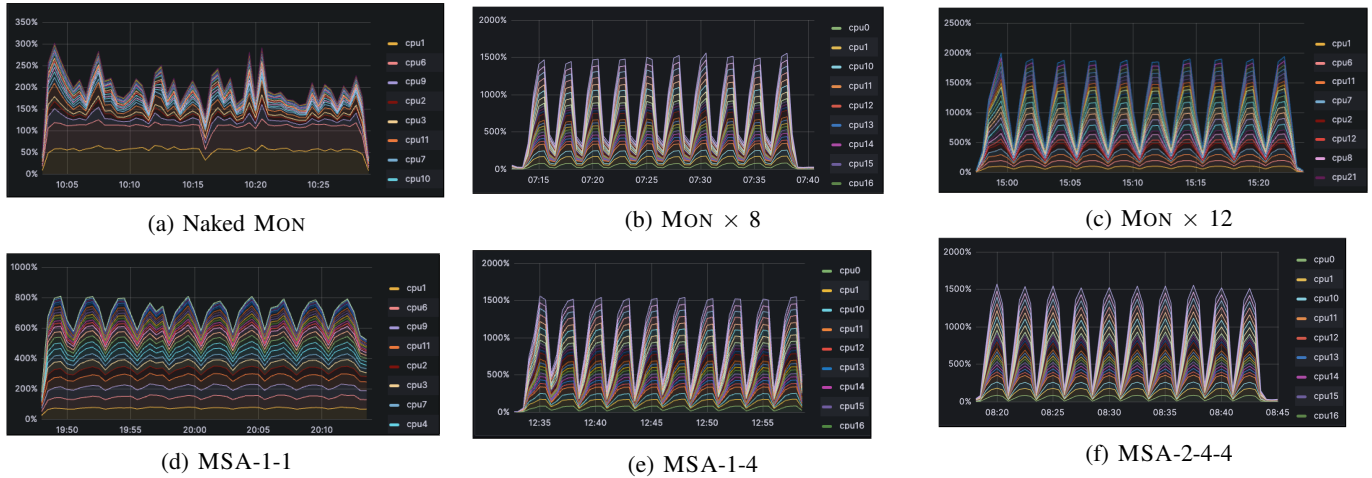 350%
300%
250%
200%
150%
100%
50%
0%
10:05 10:10 10:15 10:20 10:25
cpu1
cpu6
cpu9
cpu2
cpu3
cpu11
cpu7
cpu10
(a) Naked MON
2000%
1500%
1000%
500%
0%
07:15 07:20 07:25 07:30 07:35 07:40
cpu0
cpu1
cpu10
cpu11
cpu12
cpu13
cpu14
cpu15
cpu16
(b) MON × 8
2500%
2000%
1500%
1000%
500%
0%
15:00 15:05 15:10 15:15 15:20
cpu1
cpu6
cpu11
cpu7
cpu2
cpu12
cpu8
cpu21
(c) MON × 12
1000%
800%
600%
400%
200%
0%
19:50 19:55 20:00 20:05 20:10
cpu1
cpu6
cpu9
cpu11
cpu2
cpu3
cpu7
cpu4
(d) MSA-1-1
2000%
1500%
1000%
500%
0%
12:35 12:40 12:45 12:50 12:55
cpu0
cpu1
cpu10
cpu11
cpu12
cpu13
cpu14
cpu15
cpu16
(e) MSA-1-4
2000%
1500%
1000%
500%
0%
08:20 08:25 08:30 08:35 08:40 08:45
cpu0
cpu1
cpu10
cpu11
cpu12
cpu13
cpu14
cpu15
cpu16
(f) MSA-2-4-4